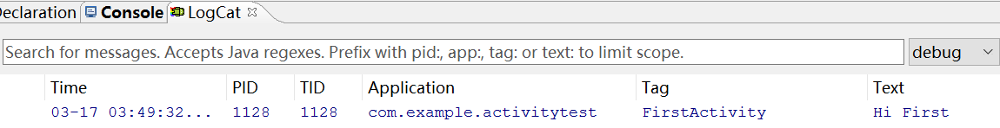 Declaration Console LogCat
Search for messages. Accepts Java regexes. Prefix with pid:, app:, tag: or text: to limit scope. debug
Time PID TID Application Tag Text
03-17 03:49:32... 1128 1128 com.example.activitytest FirstActivity Hi First